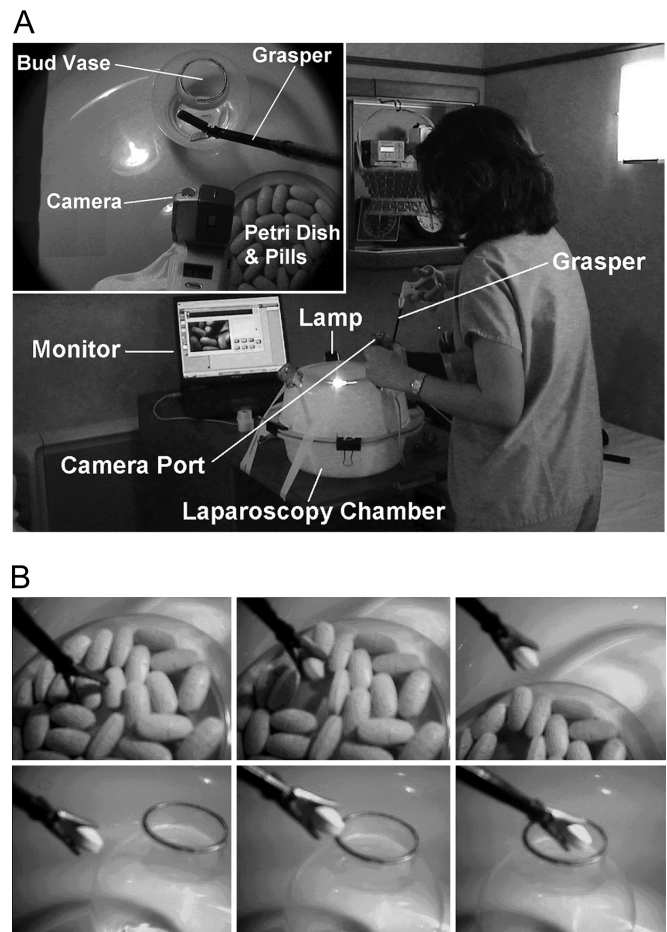 A
Bud Vase
Grasper
Camera
Petri Dish
& Pills
Grasper
Lamp
Monitor
Camera Port
Laparoscopy Chamber
B